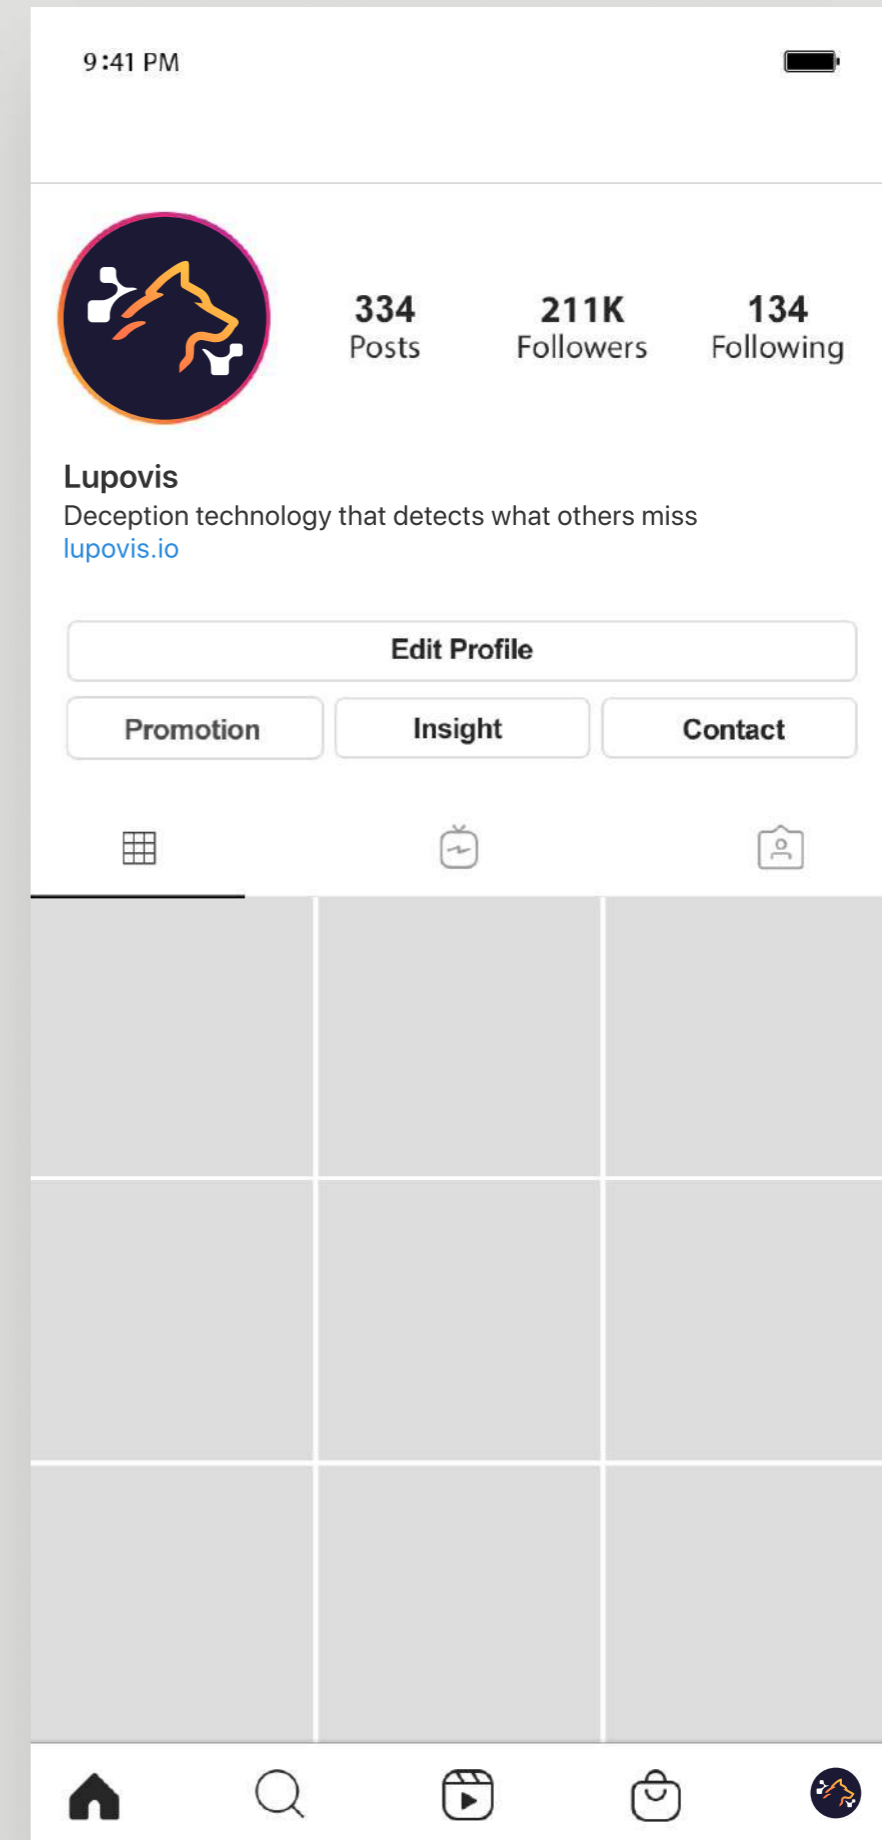 9:41 PM
334 211K 134
Posts Followers Following
Lupovis
Deception technology that detects what others miss
lupovis.io
Edit Profile
Promotion Insight Contact